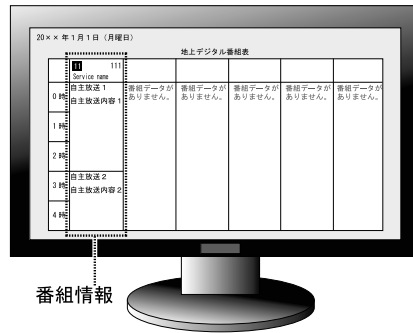 20×× 年1月1日 (月曜日)
地上デジタル番組表
11 111
Service name
0 時
自主放送 1
自主放送内容 1
番組データが
ありません。
番組データが
ありません。
番組データが
ありません。
番組データが
ありません。
番組データが
ありません。
1 時
2 時
3 時
自主放送 2
自主放送内容 2
4 時
番組情報